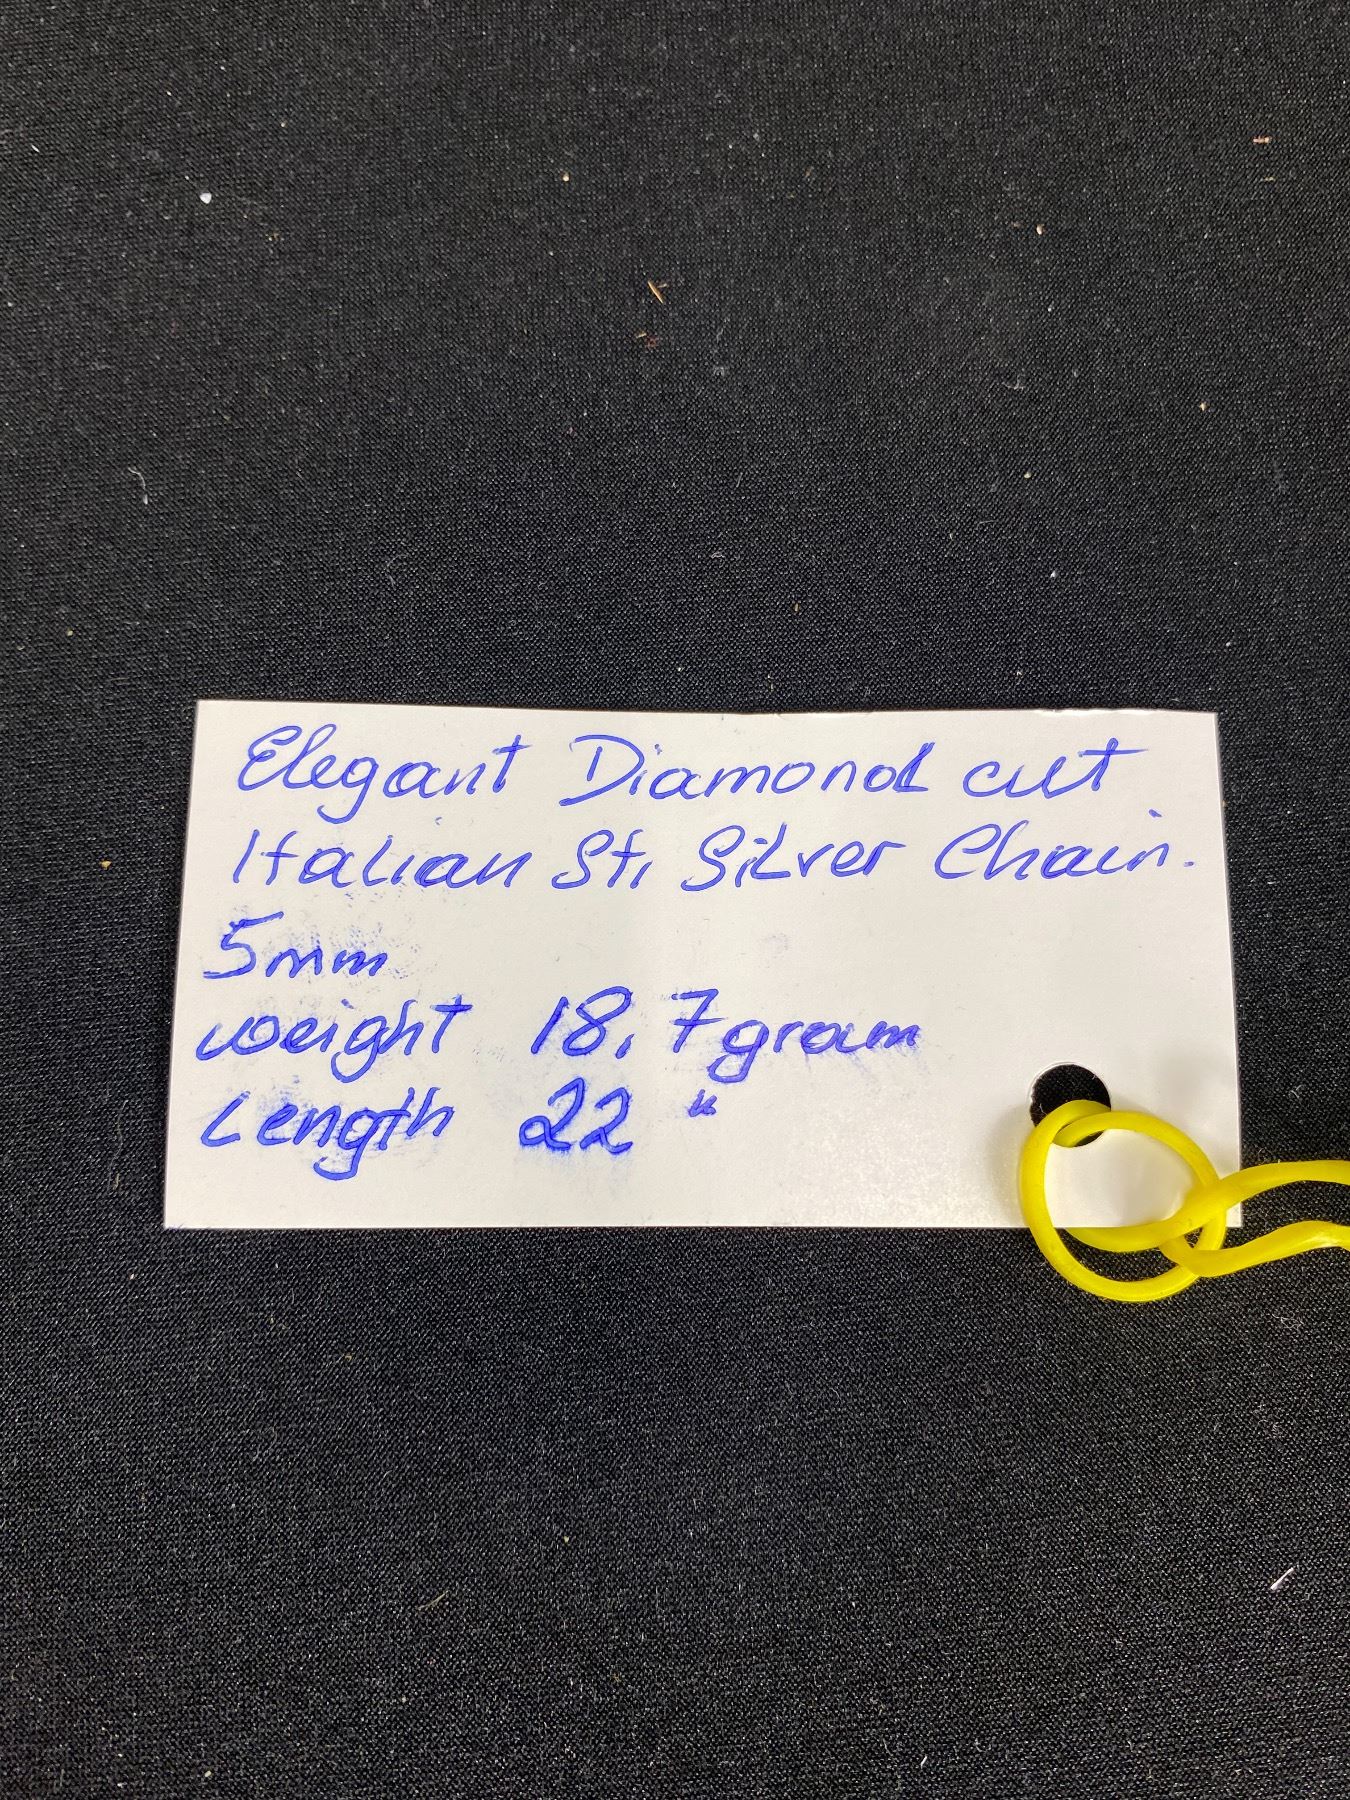 Elegant Diamond cut
Italian St, Silver Chain.
5mm
weight 18,7gram
Length 22 "